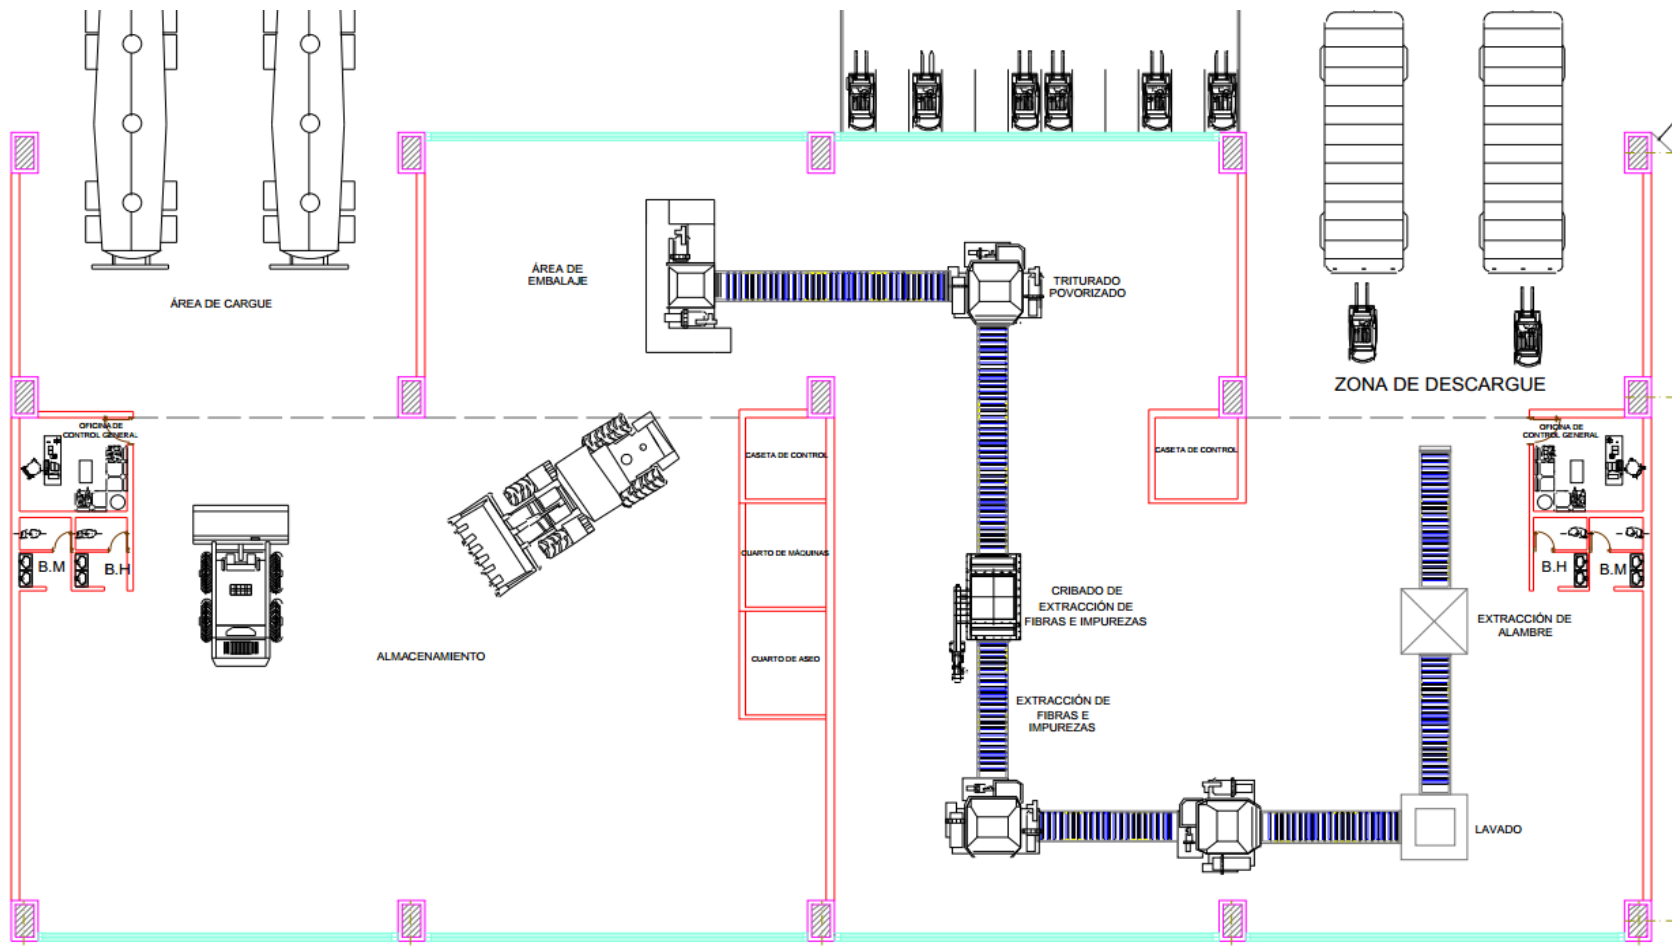 ÁREA DE
EMBALAJE
ÁREA DE CARGUE
TRITURADO
POVORIZADO
ZONA DE DESCARGUE
OFICINA DE
CONTROL GENERAL
CASETA DE CONTROL
CASETA DE CONTROL
OFICINA DE
CONTROL GENERAL
CUARTO DE MÁQUINAS
B.M
B.H
B.H
B.M
CRIBADO DE
EXTRACCIÓN DE
FIBRAS E IMPUREZAS
EXTRACCIÓN DE
ALAMBRE
ALMACENAMIENTO
CUARTO DE ASEO
EXTRACCIÓN DE
FIBRAS E
IMPUREZAS
LAVADO